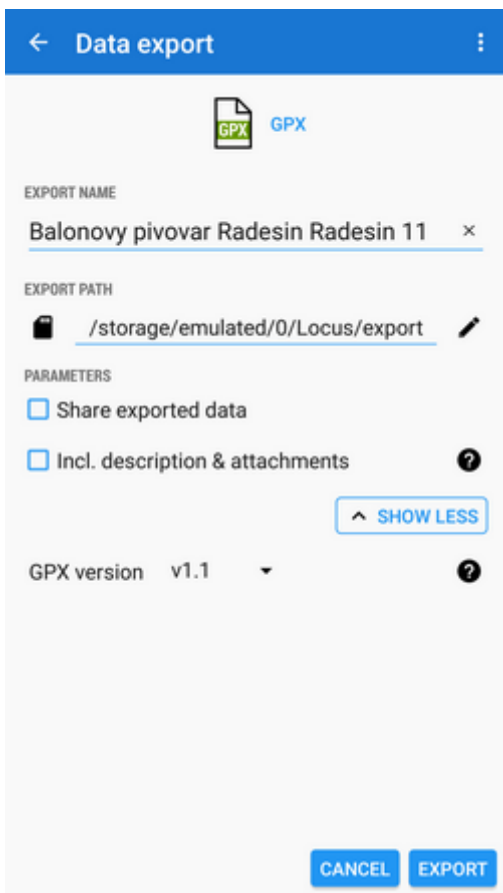 Data export
GPX GPX
EXPORT NAME
Balonovy pivovar Radesin Radesin 11
EXPORT PATH
/storage/emulated/0/Locus/export
PARAMETERS
Share exported data
Incl. description & attachments
SHOW LESS
GPX version v1.1
CANCEL EXPORT